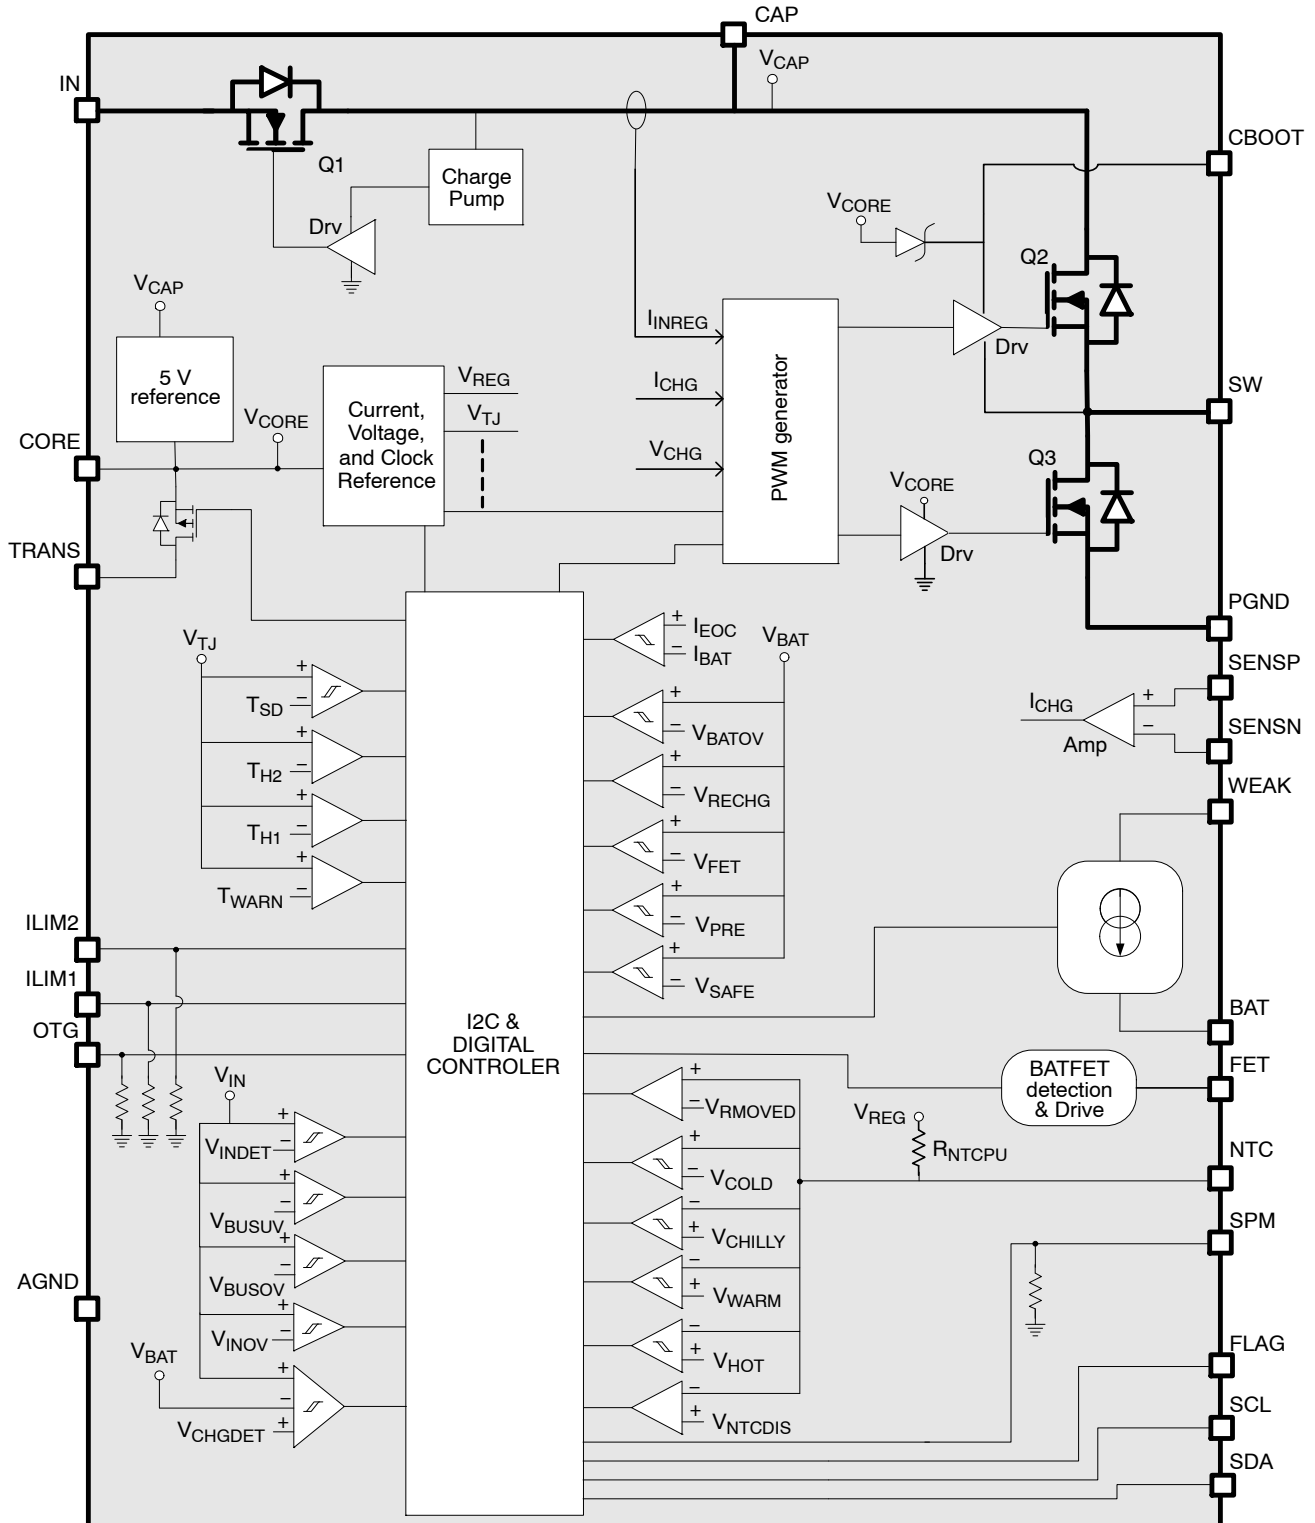 CAP
IN
VCAP
Q1
CBOOT
Charge
Pump
Drv
VCORE
Q2
VCAP
IINREG
Drv
5 V
reference
VREG
ICHG
SW
Current,
Voltage,
and Clock
Reference
VTJ
PWM generator
VCORE
CORE
VCHG
Q3
VCORE
TRANS
Drv
PGND
+
IEOC
−
IBAT
VBAT
VTJ
SENSP
+
TSD
−
+
VBATOV
−
ICHG
+
−
Amp
SENSN
+
TH2
−
+
VRECHG
−
WEAK
+
TH1
−
+
VFET
−
+
TWARN
−
+
VPRE
−
ILIM2
+
VSAFE
−
ILIM1
BAT
OTG
I2C &
DIGITAL
CONTROLER
FET
BATFET
detection
& Drive
VIN
+
VINDET
−
+
VRMOVED
−
VREG
RNTCPU
NTC
+
VCOLD
−
+
VBUSUV
−
−
VCHILLY
+
SPM
+
VBUSOV
−
−
VWARM
+
AGND
+
VINOV
−
−
VHOT
+
FLAG
VBAT
+
−
VCHGDET
+
−
VNTCDIS
+
SCL
SDA